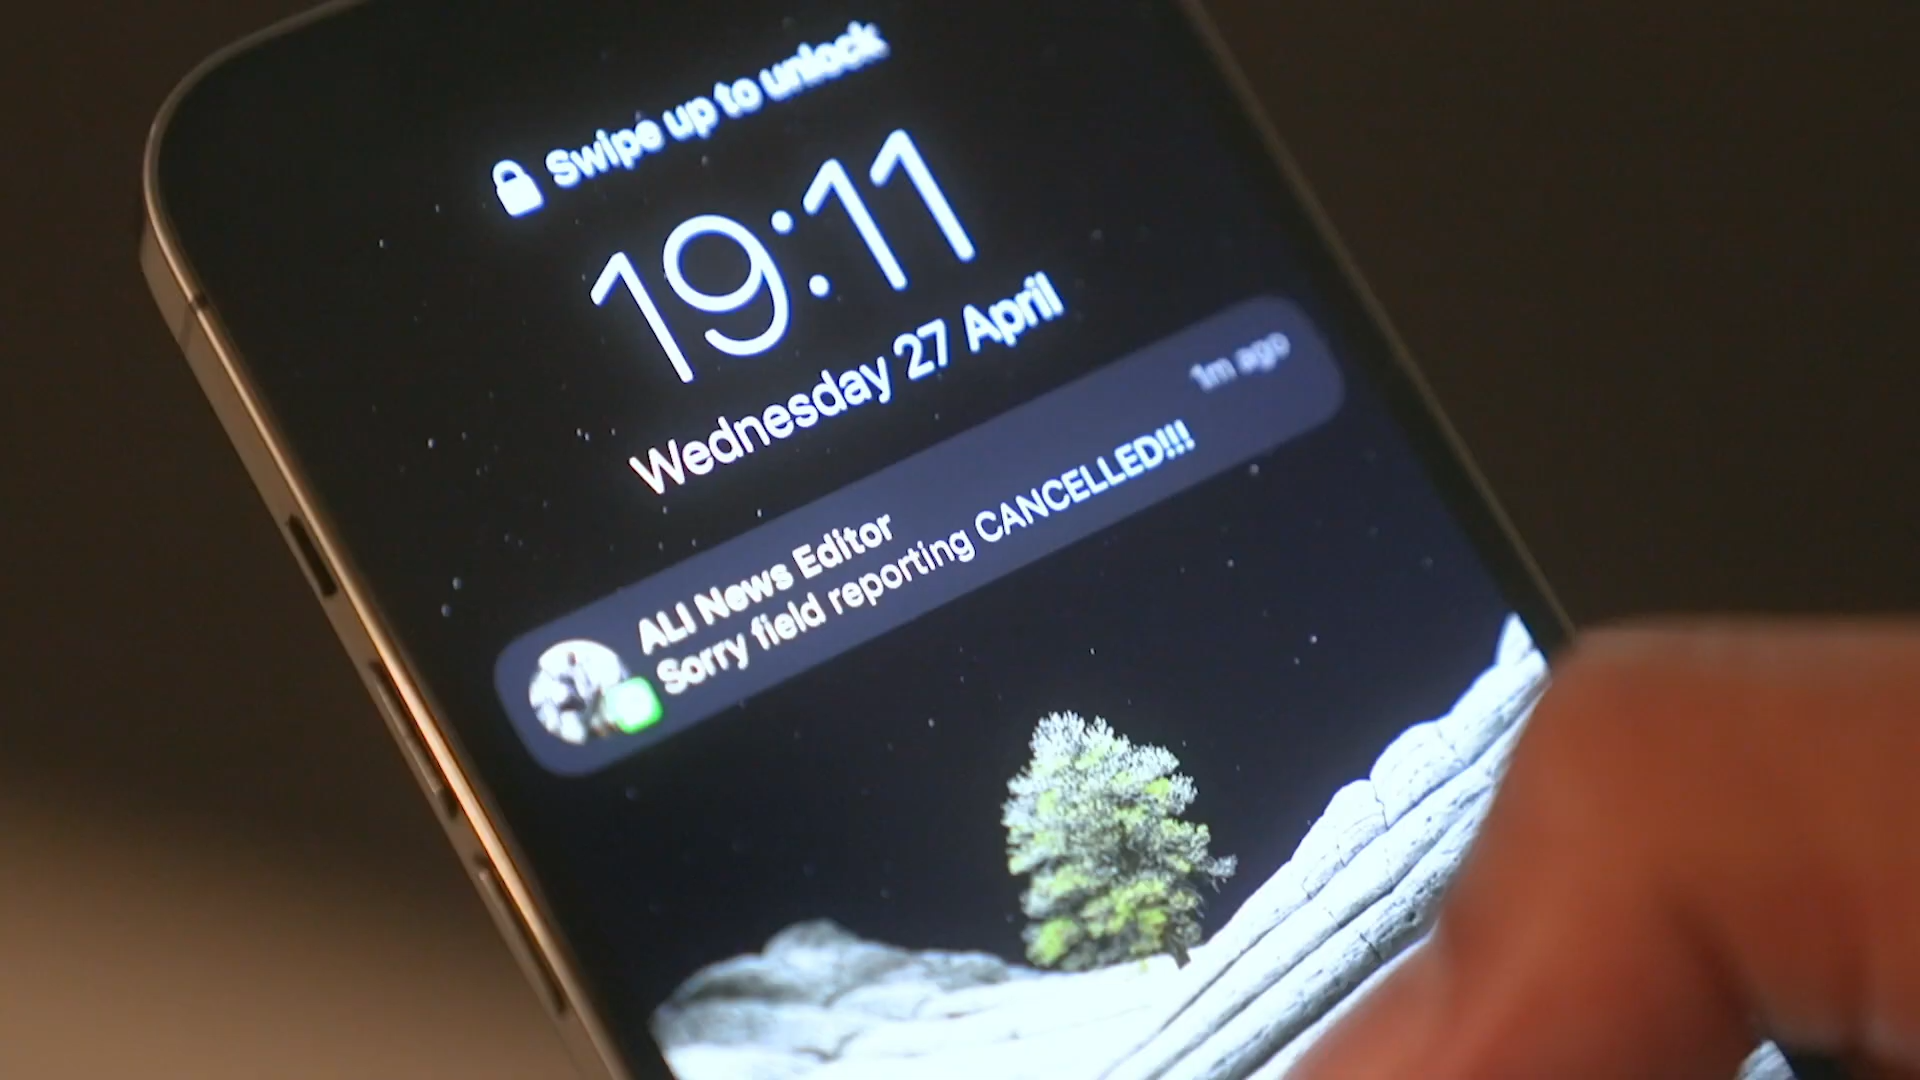 Swipe up to unlock
19:11
Wednesday 27 April
1m ago
ALI News Editor
Sorry field reporting CANCELLED!!!